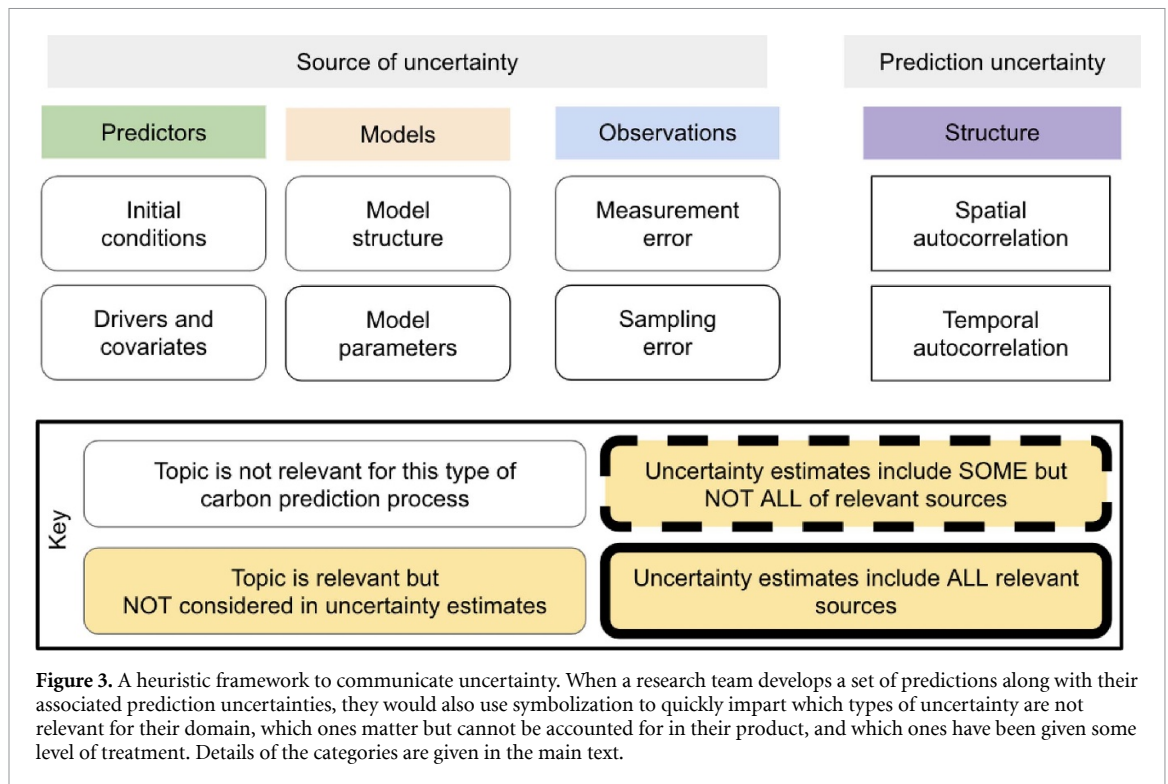 Source of uncertainty
Prediction uncertainty
Predictors
Models
Observations
Structure
Initial
conditions
Model
structure
Measurement
error
Spatial
autocorrelation
Drivers and
covariates
Model
parameters
Sampling
error
Temporal
autocorrelation
Key
Topic is not relevant for this type of
carbon prediction process
Uncertainty estimates include SOME but
NOT ALL of relevant sources
Topic is relevant but
NOT considered in uncertainty estimates
Uncertainty estimates include ALL relevant
sources
Figure 3. A heuristic framework to communicate uncertainty. When a research team develops a set of predictions along with their
associated prediction uncertainties, they would also use symbolization to quickly impart which types of uncertainty are not
relevant for their domain, which ones matter but cannot be accounted for in their product, and which ones have been given some
level of treatment. Details of the categories are given in the main text.